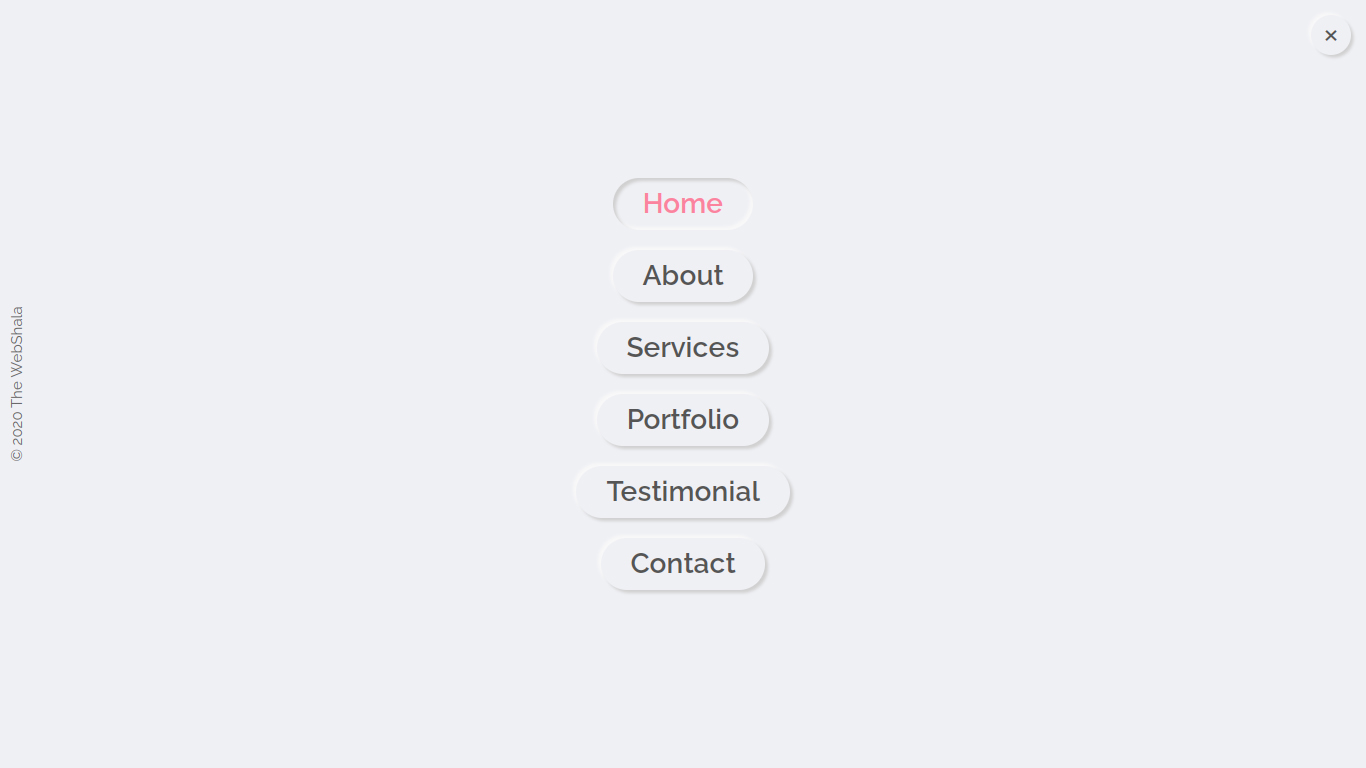 Home
About
Services
Portfolio
Testimonial
Contact
© 2020 The WebShala